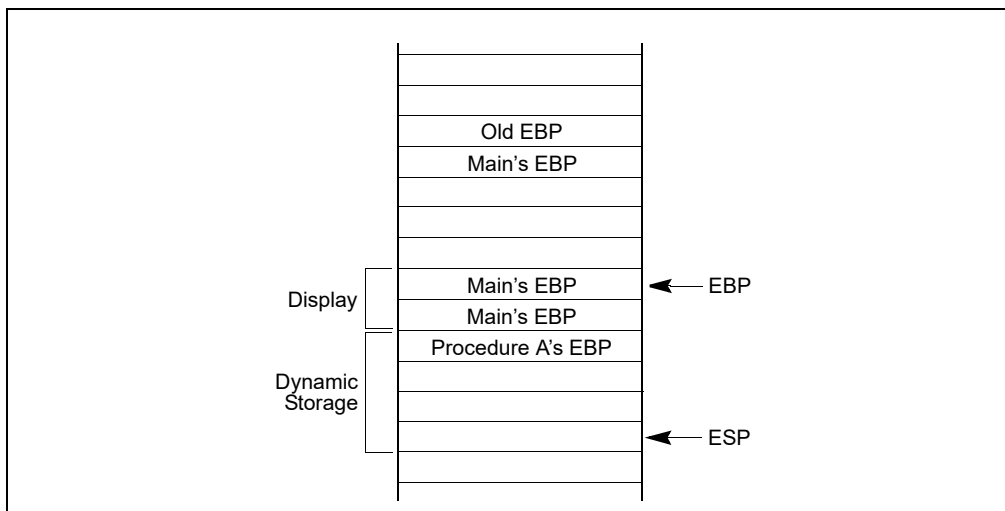 Old EBP
Main's EBP
Main's EBP
EBP
Display
Main's EBP
Procedure A's EBP
Dynamic
Storage
ESP